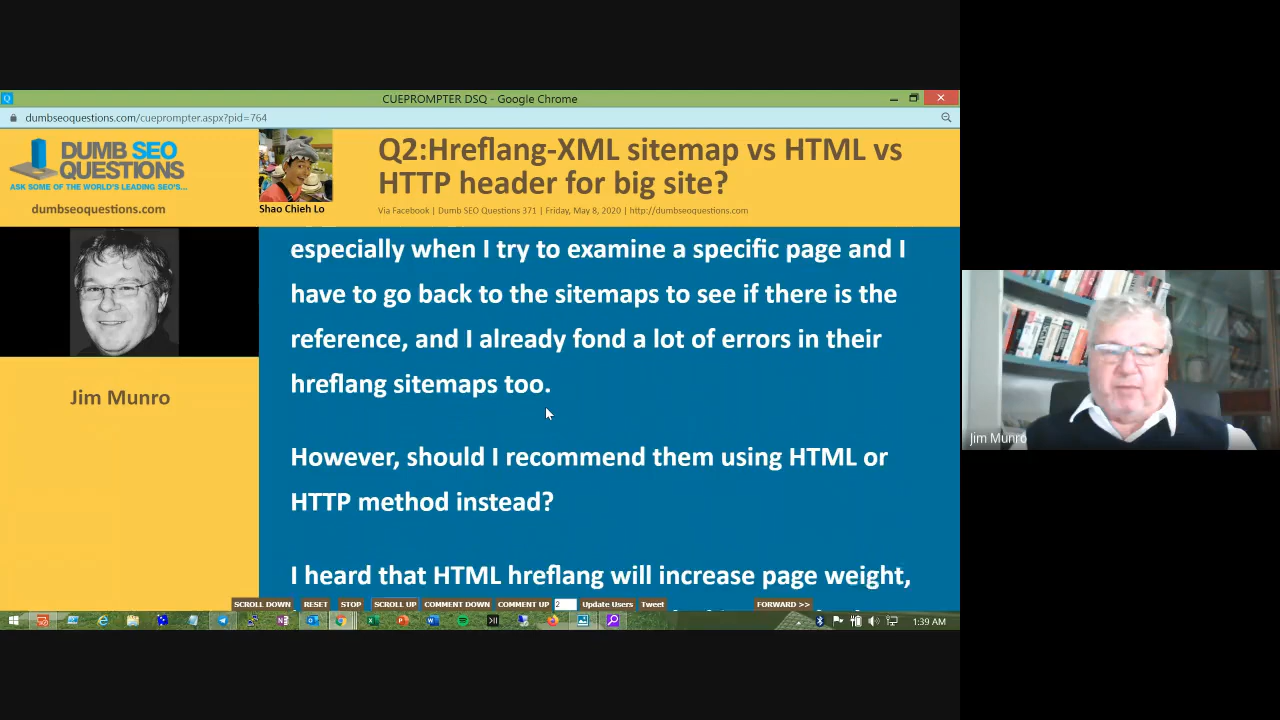 CUEPROMPTER DSQ - Google Chrome
dumbseoquestions.com/cueprompter.aspx?pid=764
DUMB SEO
QUESTIONS
ASK SOME OF THE WORLD'S LEADING SEO'S...
dumbseoquestions.com
Shao Chieh Lo
Q2:Hreflang-XML sitemap vs HTML vs
HTTP header for big site?
Via Facebook | Dumb SEO Questions 371 | Friday, May 8, 2020 | http://dumbseoquestions.com
Jim Munro
especially when I try to examine a specific page and I
have to go back to the sitemaps to see if there is the
reference, and I already fond a lot of errors in their
hreflang sitemaps too.
However, should I recommend them using HTML or
HTTP method instead?
I heard that HTML hreflang will increase page weight,
SCROLL DOWN RESET STOP SCROLL UP COMMENT DOWN COMMENT UP 2 Update Users Tweet FORWARD >>
1:39 AM
Jim Munro